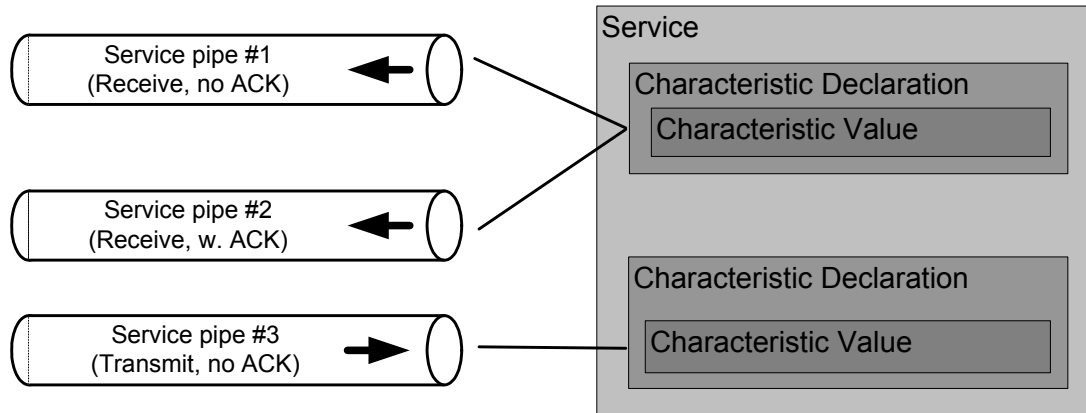 Service pipe #1
(Receive, no ACK)
Service pipe #2
(Receive, w. ACK)
Service pipe #3
(Transmit, no ACK)
Service
Characteristic Declaration
Characteristic Value
Characteristic Declaration
Characteristic Value